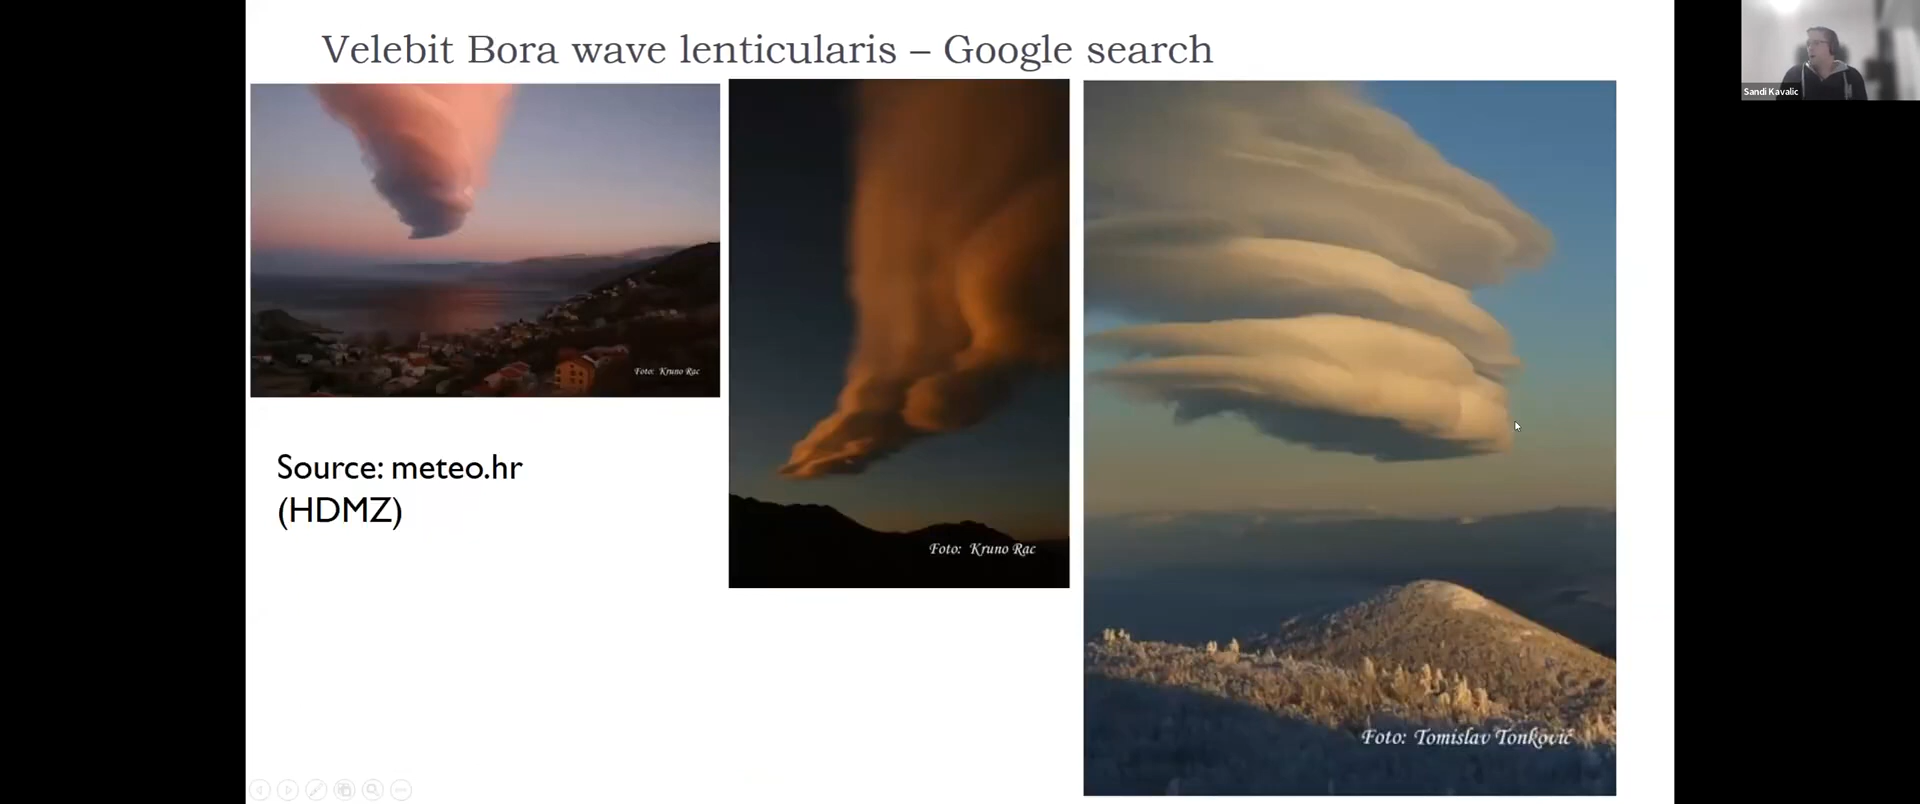 Velebit Bora wave lenticularis – Google search
Sandi Kavalic
Foto: Kruno Rac
Source: meteo.hr
(HDMZ)
Foto: Kruno Rac
Foto: Tomislav Tonković